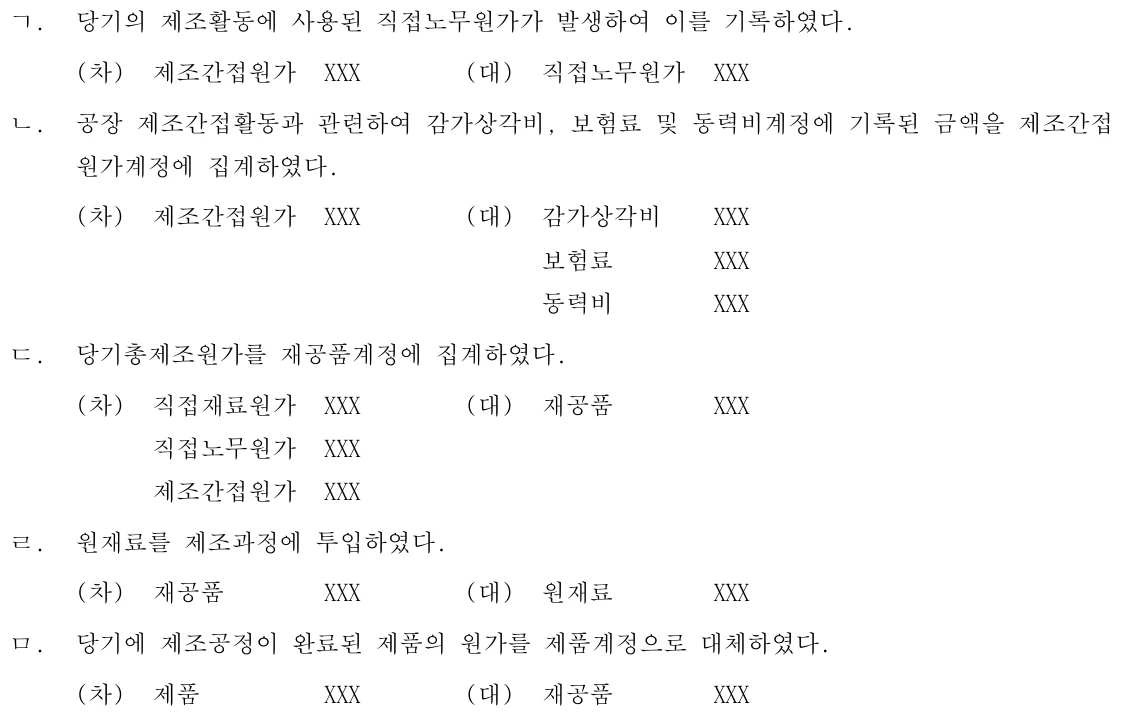 ㄱ. 당기의 제조활동에 사용된 직접노무원가가 발생하여 이를 기록하였다.
(차) 제조간접원가 XXX (대) 직접노무원가 XXX
ㄴ. 공장 제조간접활동과 관련하여 감가상각비, 보험료 및 동력비계정에 기록된 금액을 제조간접
원가계정에 집계하였다.
(차) 제조간접원가 XXX (대) 감가상각비 XXX
보험료 XXX
동력비 XXX
ㄷ. 당기총제조원가를 재공품계정에 집계하였다.
(차) 직접재료원가 XXX (대) 재공품 XXX
직접노무원가 XXX
제조간접원가 XXX
ㄹ. 원재료를 제조과정에 투입하였다.
(차) 재공품 XXX (대) 원재료 XXX
ㅁ. 당기에 제조공정이 완료된 제품의 원가를 제품계정으로 대체하였다.
(차) 제품 XXX (대) 재공품 XXX